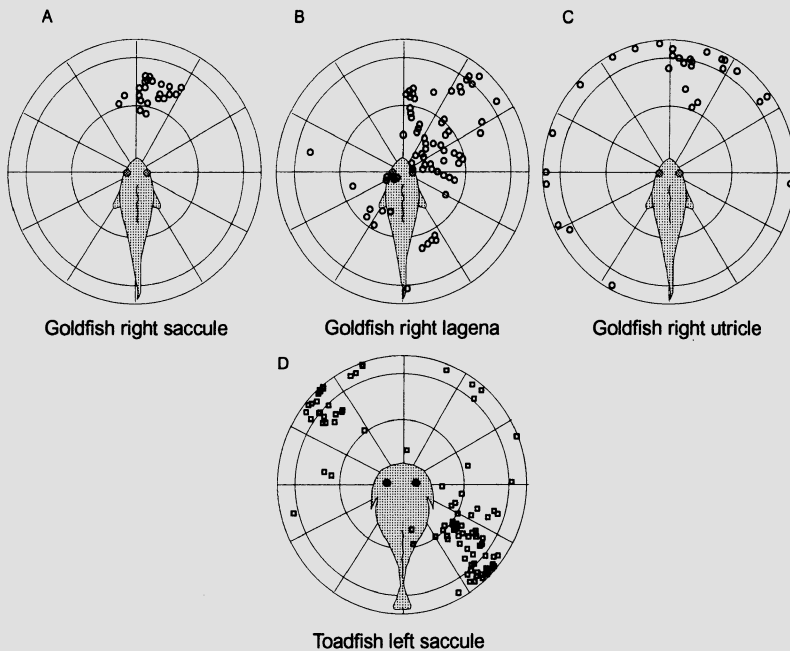 A
B
C
Goldfish right saccule
Goldfish right lagena
Goldfish right utricle
D
Toadfish left saccule